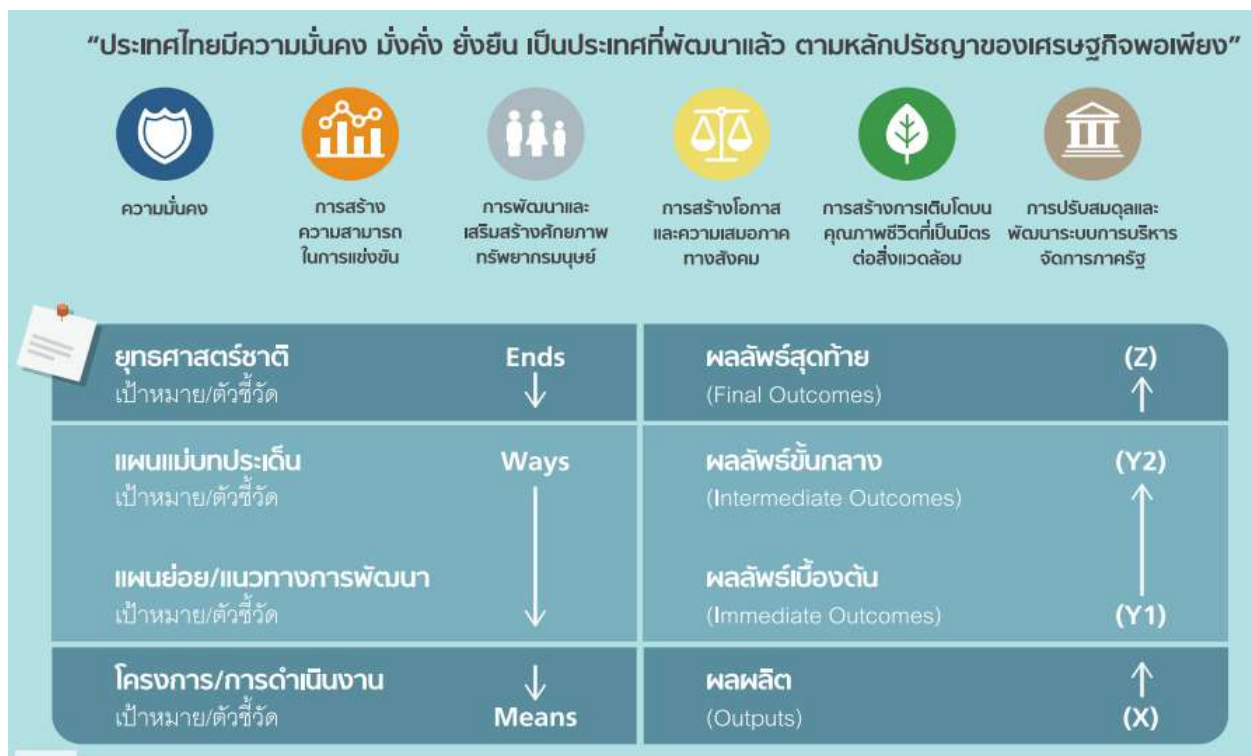 “ประเทศไทยมีความมั่นคง มั่งคั่ง ยั่งยืน เป็นประเทศที่พัฒนาแล้ว ตามหลักปรัชญาของเศรษฐกิจพอเพียง”
ความมั่นคง
การสร้าง
ความสามารถ
ในการแข่งขัน
การพัฒนาและ
เสริมสร้างศักยภาพ
ทรัพยากรมนุษย์
การสร้างโอกาส
และความเสมอภาค
ทางสังคม
การสร้างการเติบโตบน
คุณภาพชีวิตที่เป็นมิตร
ต่อสิ่งแวดล้อม
การปรับสมดุลและ
พัฒนาระบบการบริหาร
จัดการภาครัฐ
ยุทธศาสตร์ชาติ Ends
เป้าหมาย/ตัวชี้วัด
ผลลัพธ์สุดท้าย (Z)
(Final Outcomes)
แผนแม่บทประเด็น Ways
เป้าหมาย/ตัวชี้วัด
ผลลัพธ์ขั้นกลาง (Y2)
(Intermediate Outcomes)
แผนย่อย/แนวทางการพัฒนา
เป้าหมาย/ตัวชี้วัด
ผลลัพธ์เบื้องต้น
(Immediate Outcomes) (Y1)
โครงการ/การดำเนินงาน
เป้าหมาย/ตัวชี้วัด Means
ผลผลิต
(Outputs) (X)